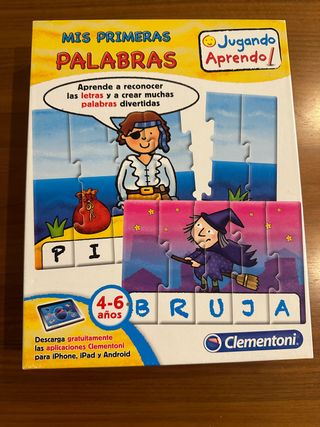 MIS PRIMERAS
PALABRAS
Jugando
Aprendo
Aprende a reconocer
las letras y a crear muchas
palabras divertidas
P I
B R U J A
4-6
años
Descarga gratuitamente
las aplicaciones Clementoni
para iPhone, iPad y Android
Clementoni